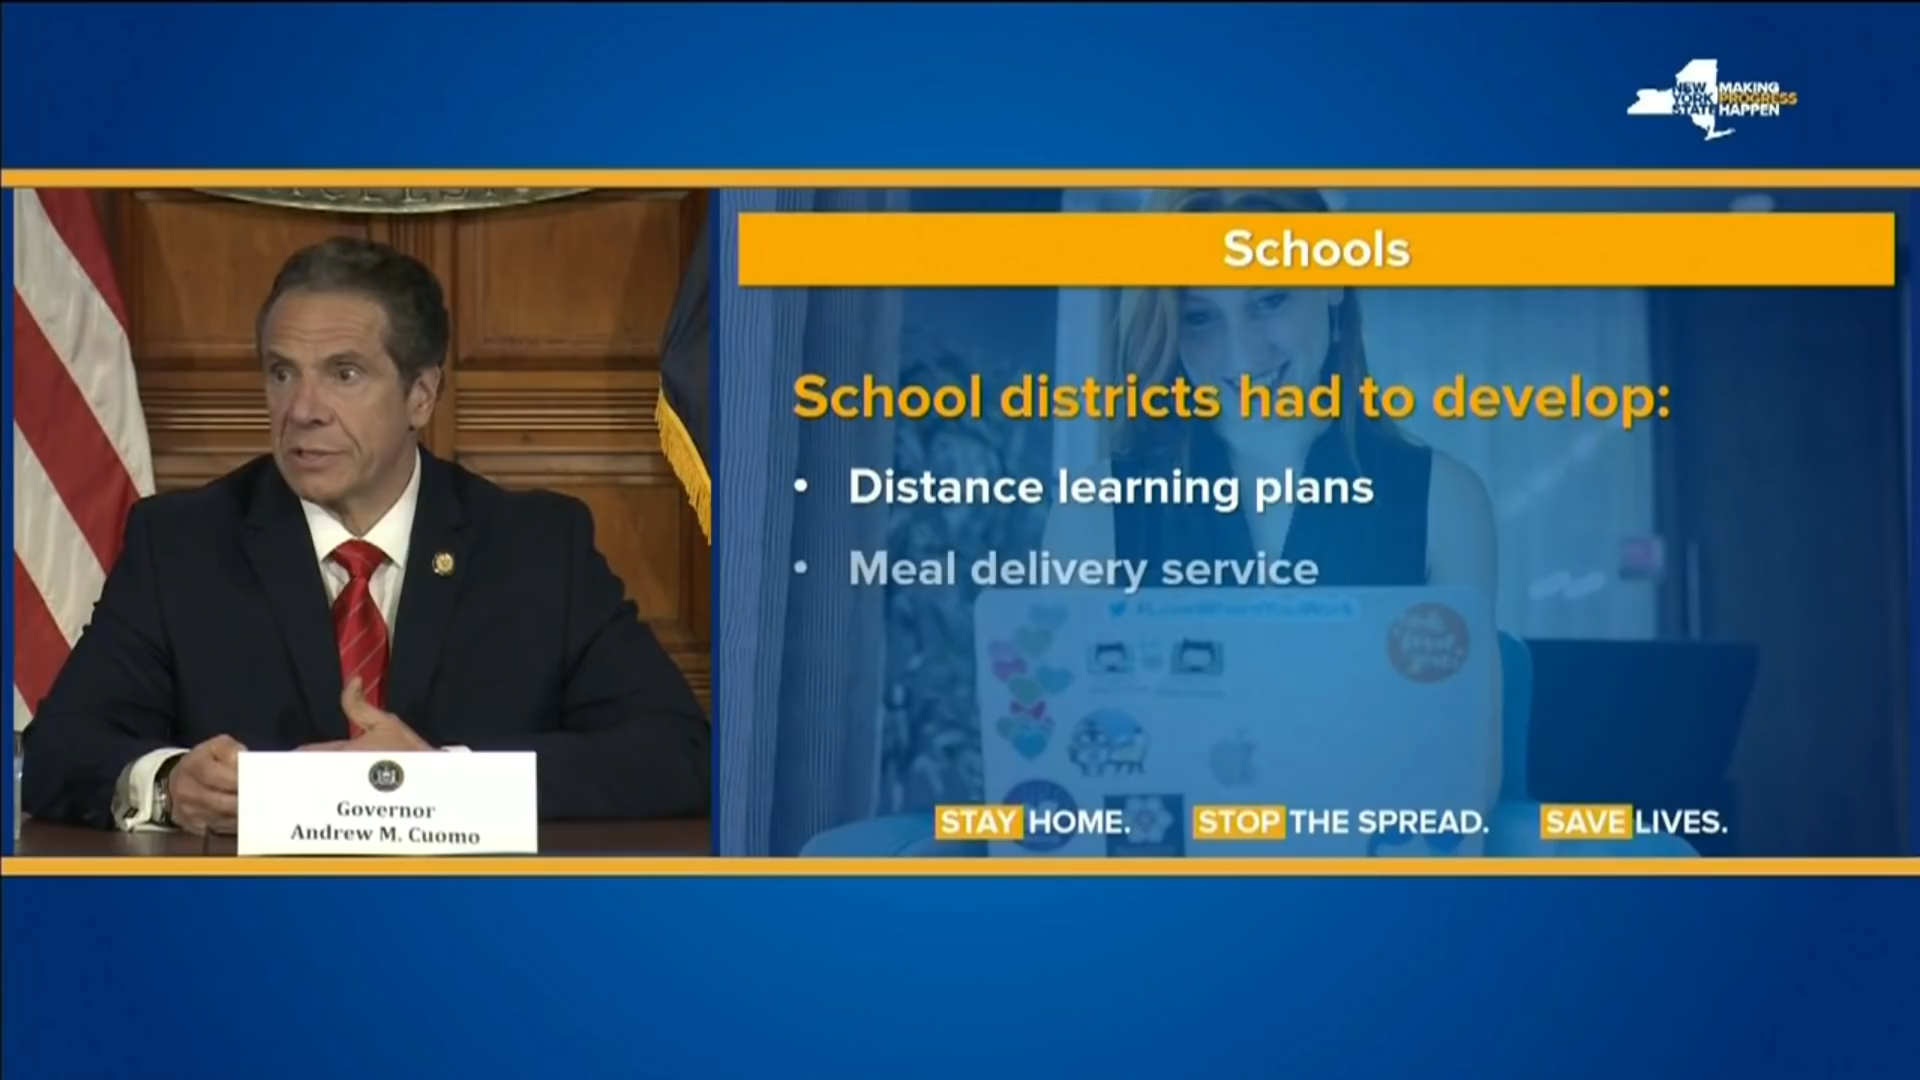 NEW
YORK
STATE
MAKING
PROGRESS
HAPPEN
Schools
School districts had to develop:
• Distance learning plans
• Meal delivery service
Governor
Andrew M. Cuomo
STAY HOME. STOP THE SPREAD. SAVE LIVES.